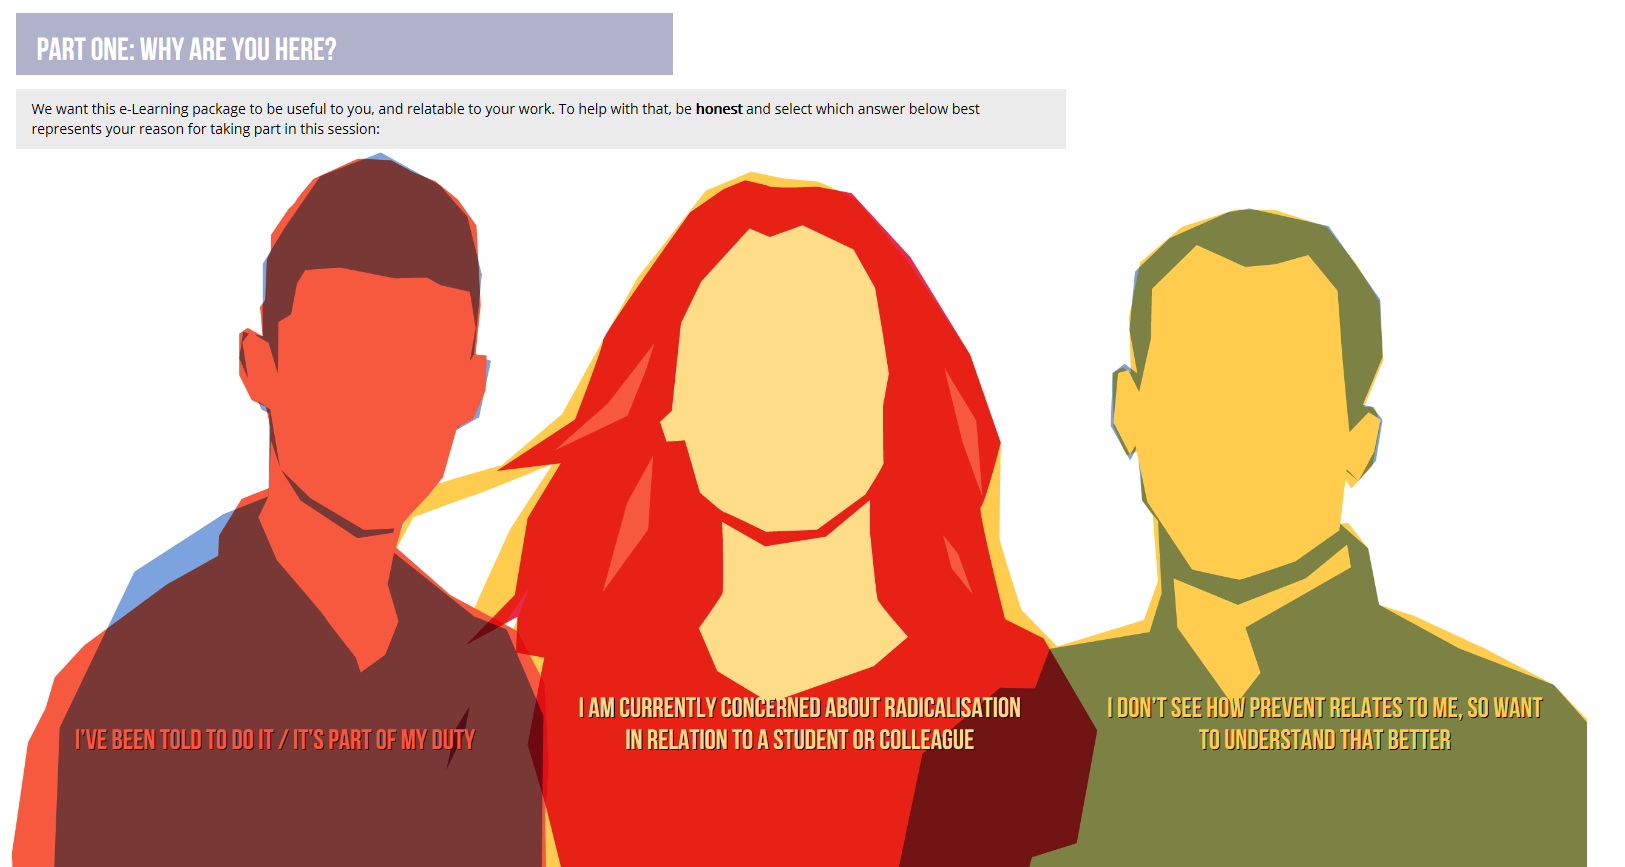 PART ONE: WHY ARE YOU HERE?
We want this e-Learning package to be useful to you, and relatable to your work. To help with that, be honest and select which answer below best
represents your reason for taking part in this session:
I'VE BEEN TOLD TO DO IT / IT'S PART OF MY DUTY
I AM CURRENTLY CONCERNED ABOUT RADICALISATION
IN RELATION TO A STUDENT OR COLLEAGUE
I DON'T SEE HOW PREVENT RELATES TO ME, SO WANT
TO UNDERSTAND THAT BETTER